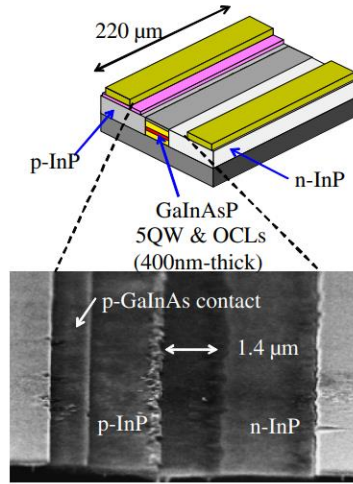 220 μm
p-InP
n-InP
GaInAsP
5QW & OCLs
(400nm-thick)
p-GaInAs contact
1.4 μm
p-InP
n-InP